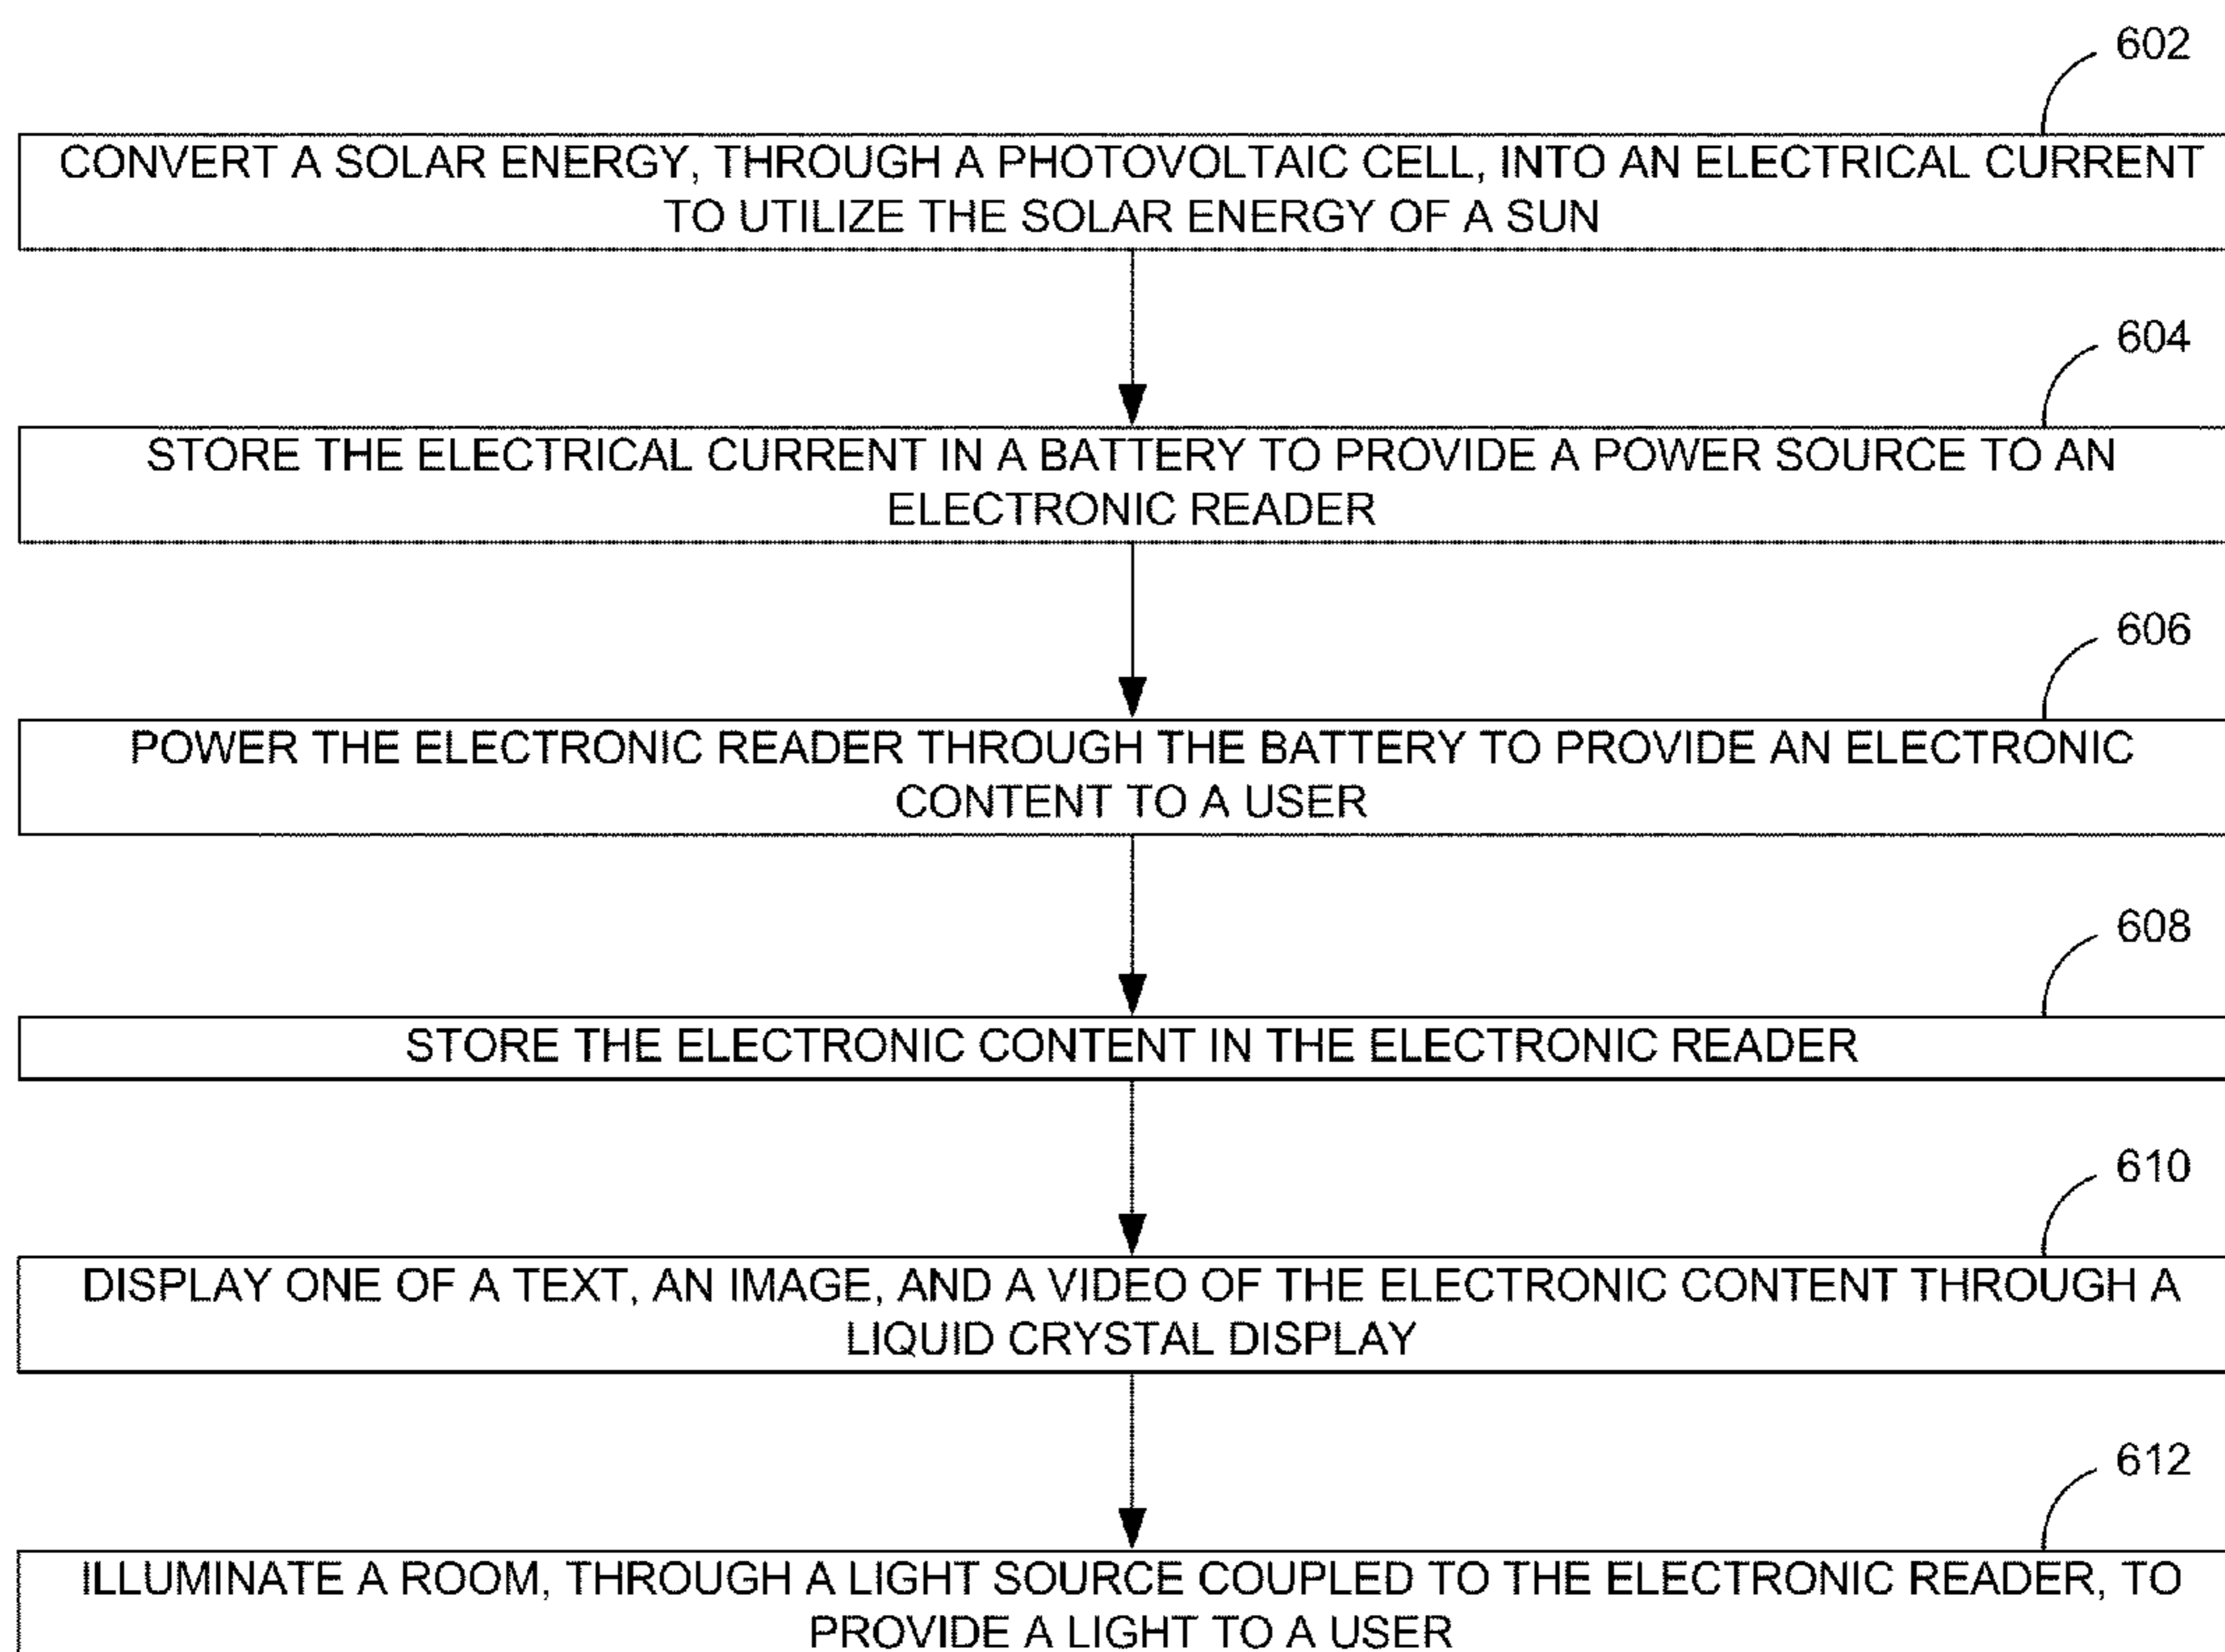 602
CONVERT A SOLAR ENERGY, THROUGH A PHOTOVOLTAIC CELL, INTO AN ELECTRICAL CURRENT
TO UTILIZE THE SOLAR ENERGY OF A SUN
604
STORE THE ELECTRICAL CURRENT IN A BATTERY TO PROVIDE A POWER SOURCE TO AN
ELECTRONIC READER
606
POWER THE ELECTRONIC READER THROUGH THE BATTERY TO PROVIDE AN ELECTRONIC
CONTENT TO A USER
608
STORE THE ELECTRONIC CONTENT IN THE ELECTRONIC READER
610
DISPLAY ONE OF A TEXT, AN IMAGE, AND A VIDEO OF THE ELECTRONIC CONTENT THROUGH A
LIQUID CRYSTAL DISPLAY
612
ILLUMINATE A ROOM, THROUGH A LIGHT SOURCE COUPLED TO THE ELECTRONIC READER, TO
PROVIDE A LIGHT TO A USER